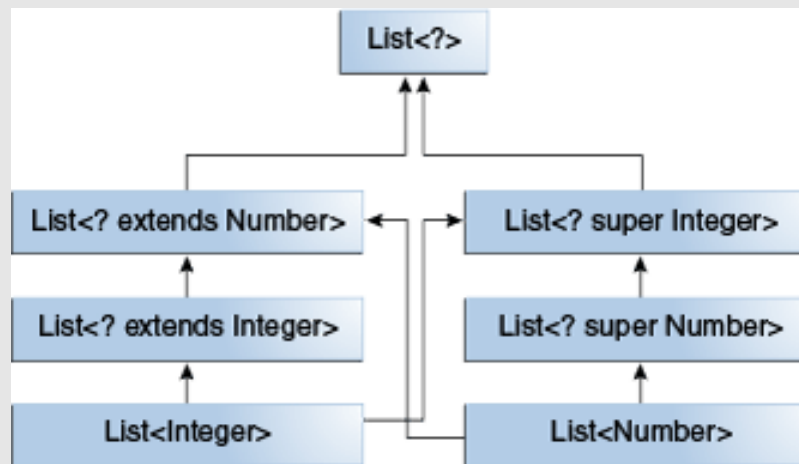 List<?>
List<? extends Number>
List<? super Integer>
List<? extends Integer>
List<? super Number>
List<Integer>
List<Number>